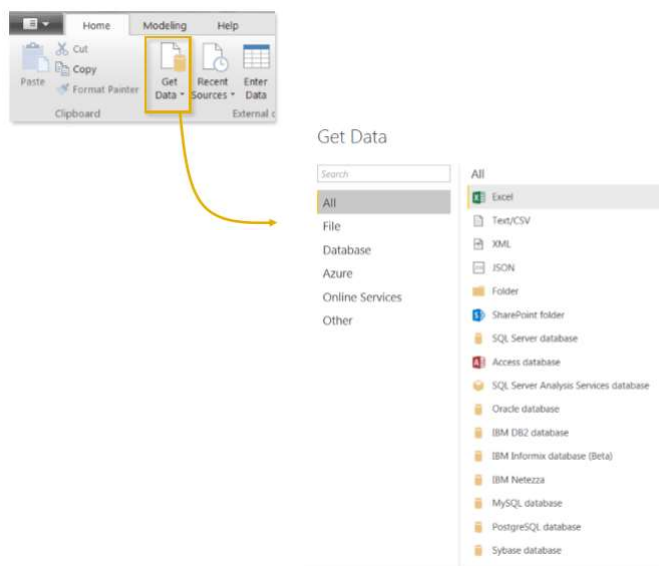 Home Modeling Help
Cut
Copy
Format Painter
Paste
Get Data
Recent Sources
Enter Data
Clipboard
External
Get Data
Search
All
File
Database
Azure
Online Services
Other
All
Excel
Text/CSV
XML
JSON
Folder
SharePoint folder
SQL Server database
Access database
SQL Server Analysis Services database
Oracle database
IBM DB2 database
IBM Informix database (Beta)
IBM Netezza
MySQL database
PostgreSQL database
Sybase database